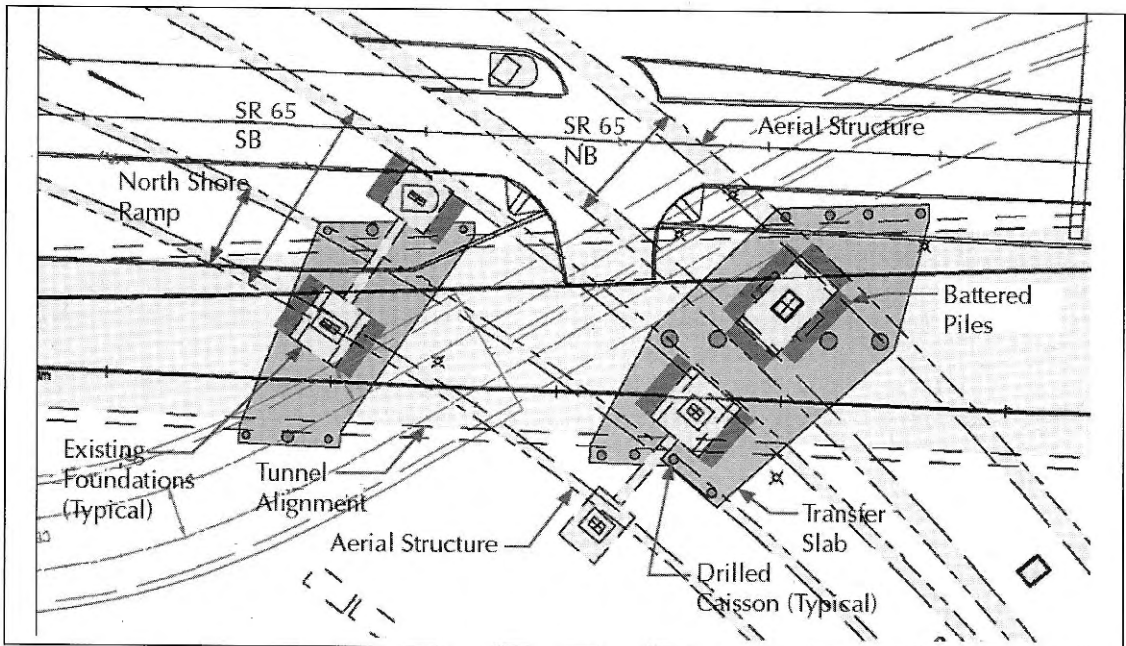 SR 65
SB
SR 65
NB
Aerial Structure
North Shore
Ramp
Battered
Piles
Existing
Foundations
(Typical)
Tunnel
Alignment
Aerial Structure
Transfer
Slab
Drilled
Caisson (Typical)